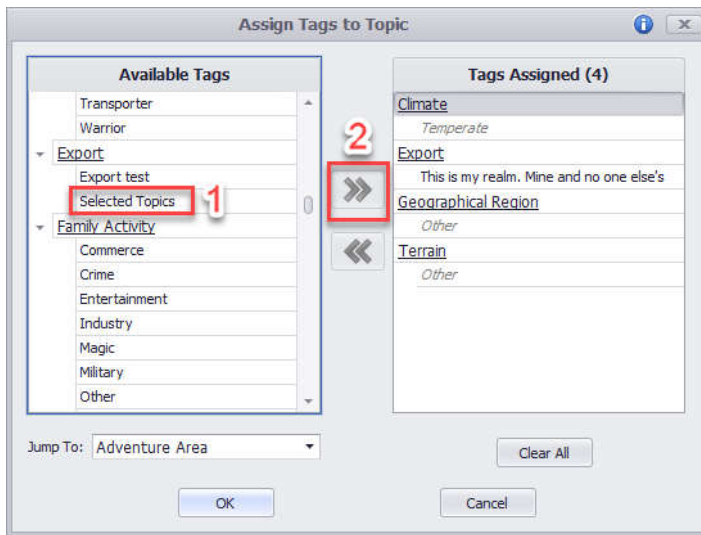 Assign Tags to Topic
Available Tags
Transporter
Warrior
Export
Export test
Selected Topics
1
Family Activity
Commerce
Crime
Entertainment
Industry
Magic
Military
Other
2
Tags Assigned (4)
Climate
Temperate
Export
This is my realm. Mine and no one else's
Geographical Region
Other
Terrain
Other
Jump To: Adventure Area
Clear All
OK
Cancel